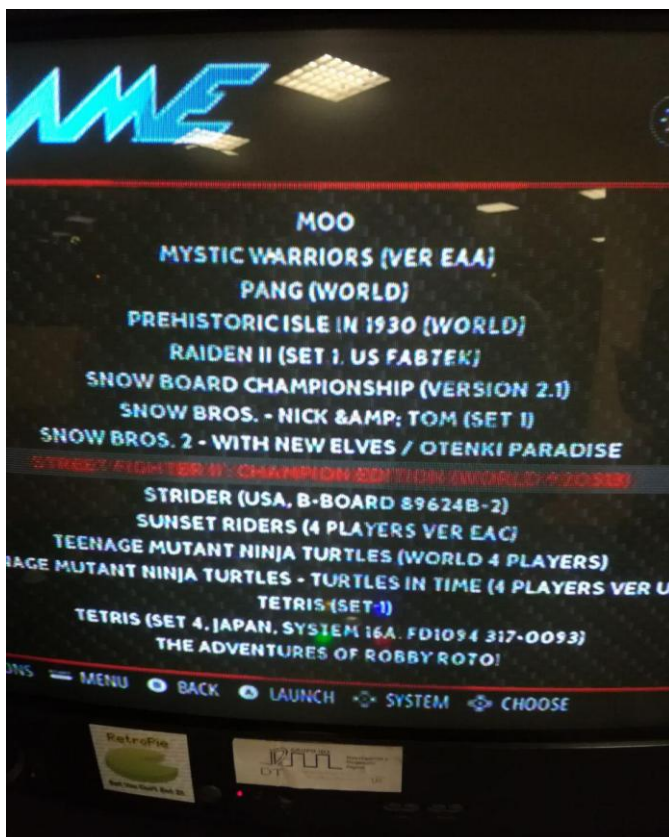 AME
MOO
MYSTIC WARRIORS (VER EAA)
PANG (WORLD)
PREHISTORIC ISLE IN 1930 (WORLD)
RAIDEN II (SET 1, US FABTEK)
SNOW BOARD CHAMPIONSHIP (VERSION 2.1)
SNOW BROS. - NICK &AMP; TOM (SET 1)
SNOW BROS. 2 - WITH NEW ELVES / OTENKI PARADISE
STREET FIGHTER II': CHAMPION EDITION (WORLD 920513)
STRIDER (USA, B-BOARD 89624B-2)
SUNSET RIDERS (4 PLAYERS VER EAC)
TEENAGE MUTANT NINJA TURTLES (WORLD 4 PLAYERS)
NAGE MUTANT NINJA TURTLES - TURTLES IN TIME (4 PLAYERS VER U
TETRIS (SET 1)
TETRIS (SET 4, JAPAN, SYSTEM 16A, FD1094 317-0093)
THE ADVENTURES OF ROBBY ROTO!
ONS MENU B BACK A LAUNCH SYSTEM CHOOSE
RetroPie
DT